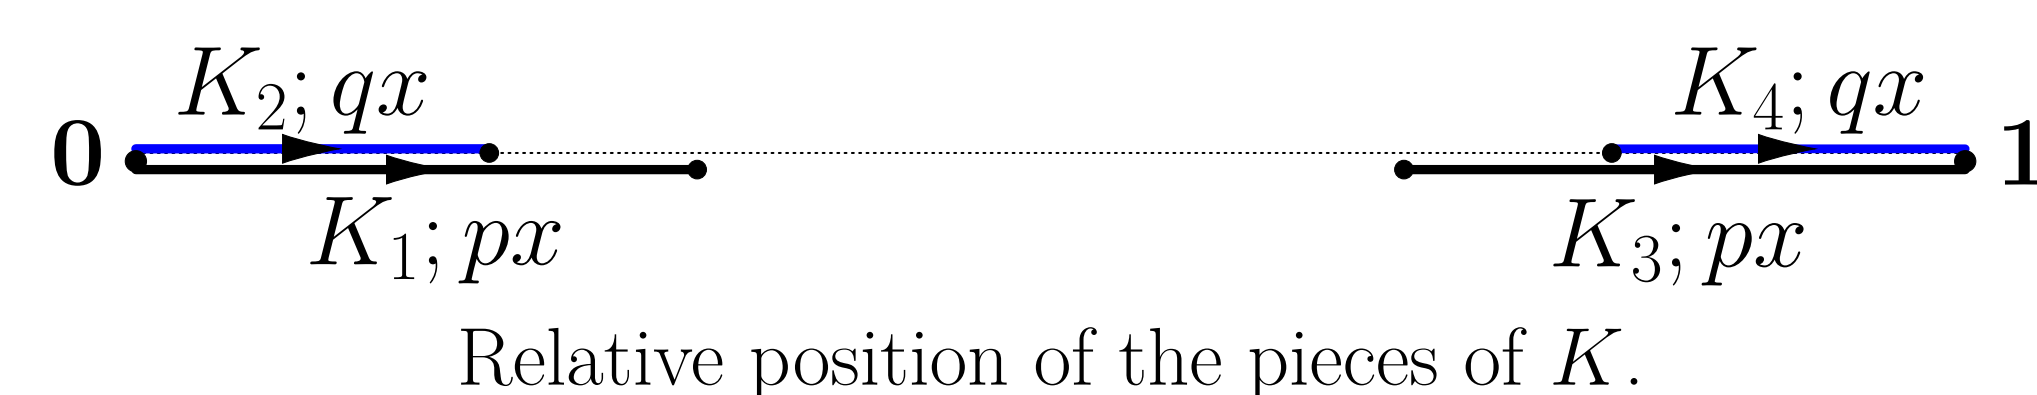 K₂; qx K₄; qx
0 1
K₁; px K₃; px
Relative position of the pieces of K.